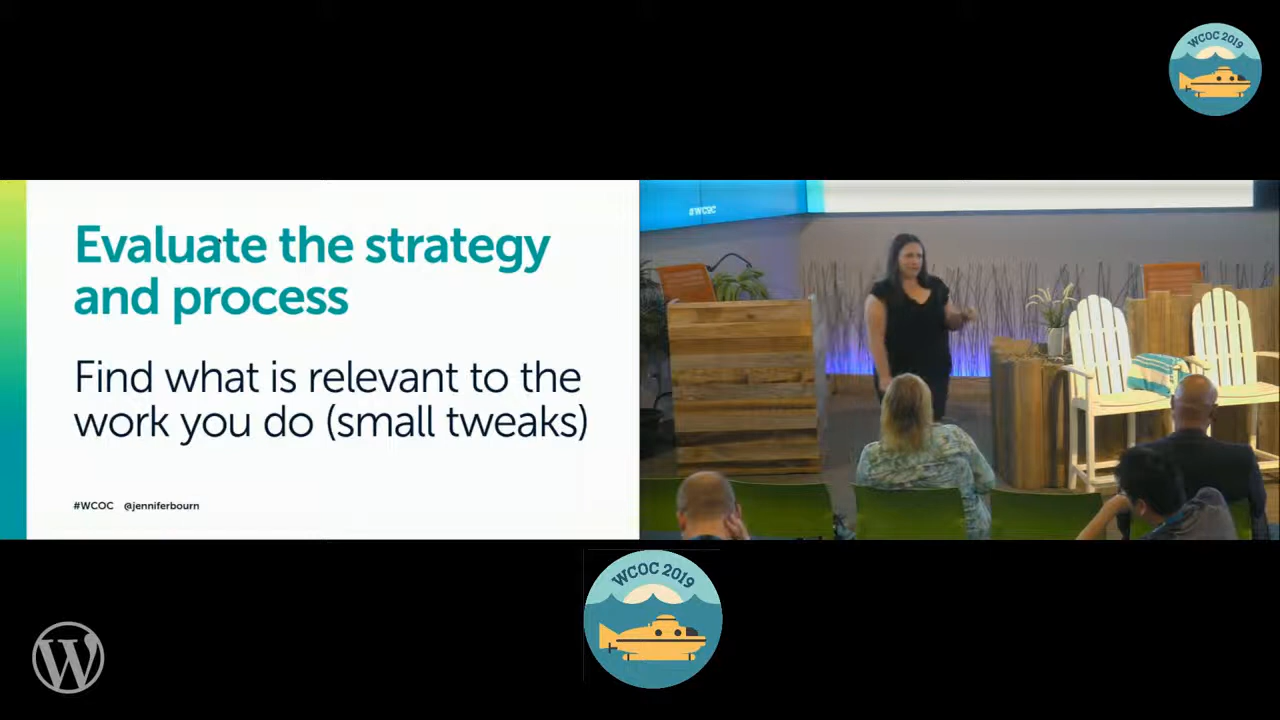 WCOC 2019
Evaluate the strategy
and process
Find what is relevant to the
work you do (small tweaks)
#WCOC @jenniferbourn
#WCOC
WCOC 2019